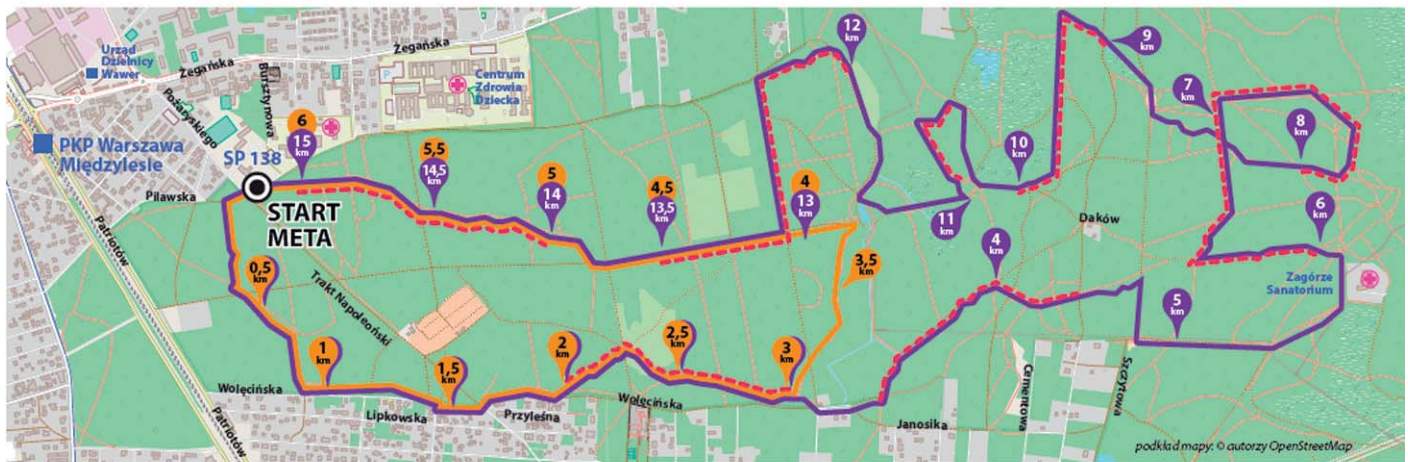 Urząd
Dzielnicy
Wawer
Żegańska
Żegańska
Bursztynowa
Pożaryskiego
PKP Warszawa
Międzylesie
SP 138
Pilawska
START
META
Patriotów
Patriotów
Centrum
Zdrowia
Dziecka
6
15
km
5,5
14,5
km
5
14
km
4,5
13,5
km
4
13
km
12
km
11
km
10
km
9
km
7
km
8
km
6
km
Daków
4
km
Zagórze
Sanatorium
5
km
3,5
km
0,5
km
Trakt Napoleoński
1
km
1,5
km
2
km
2,5
km
3
km
Wolęcińska
Lipkowska
Przyleśna
Wolęcińska
Janosika
Cementowa
Szczytowa
podkład mapy: © autorzy OpenStreetMap